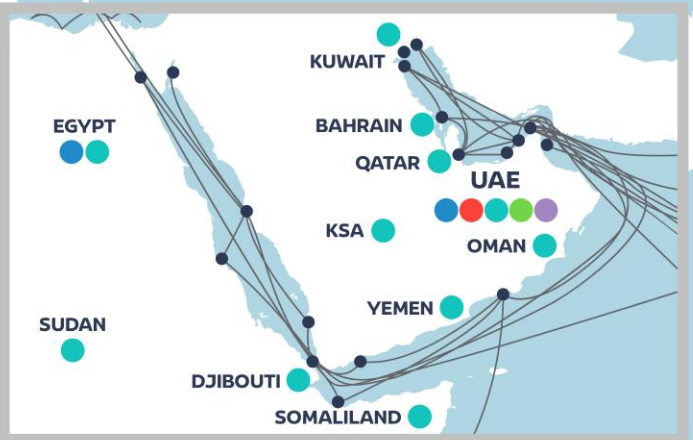 KUWAIT
EGYPT
BAHRAIN
QATAR
UAE
KSA
OMAN
YEMEN
SUDAN
DJIBOUTI
SOMALILAND